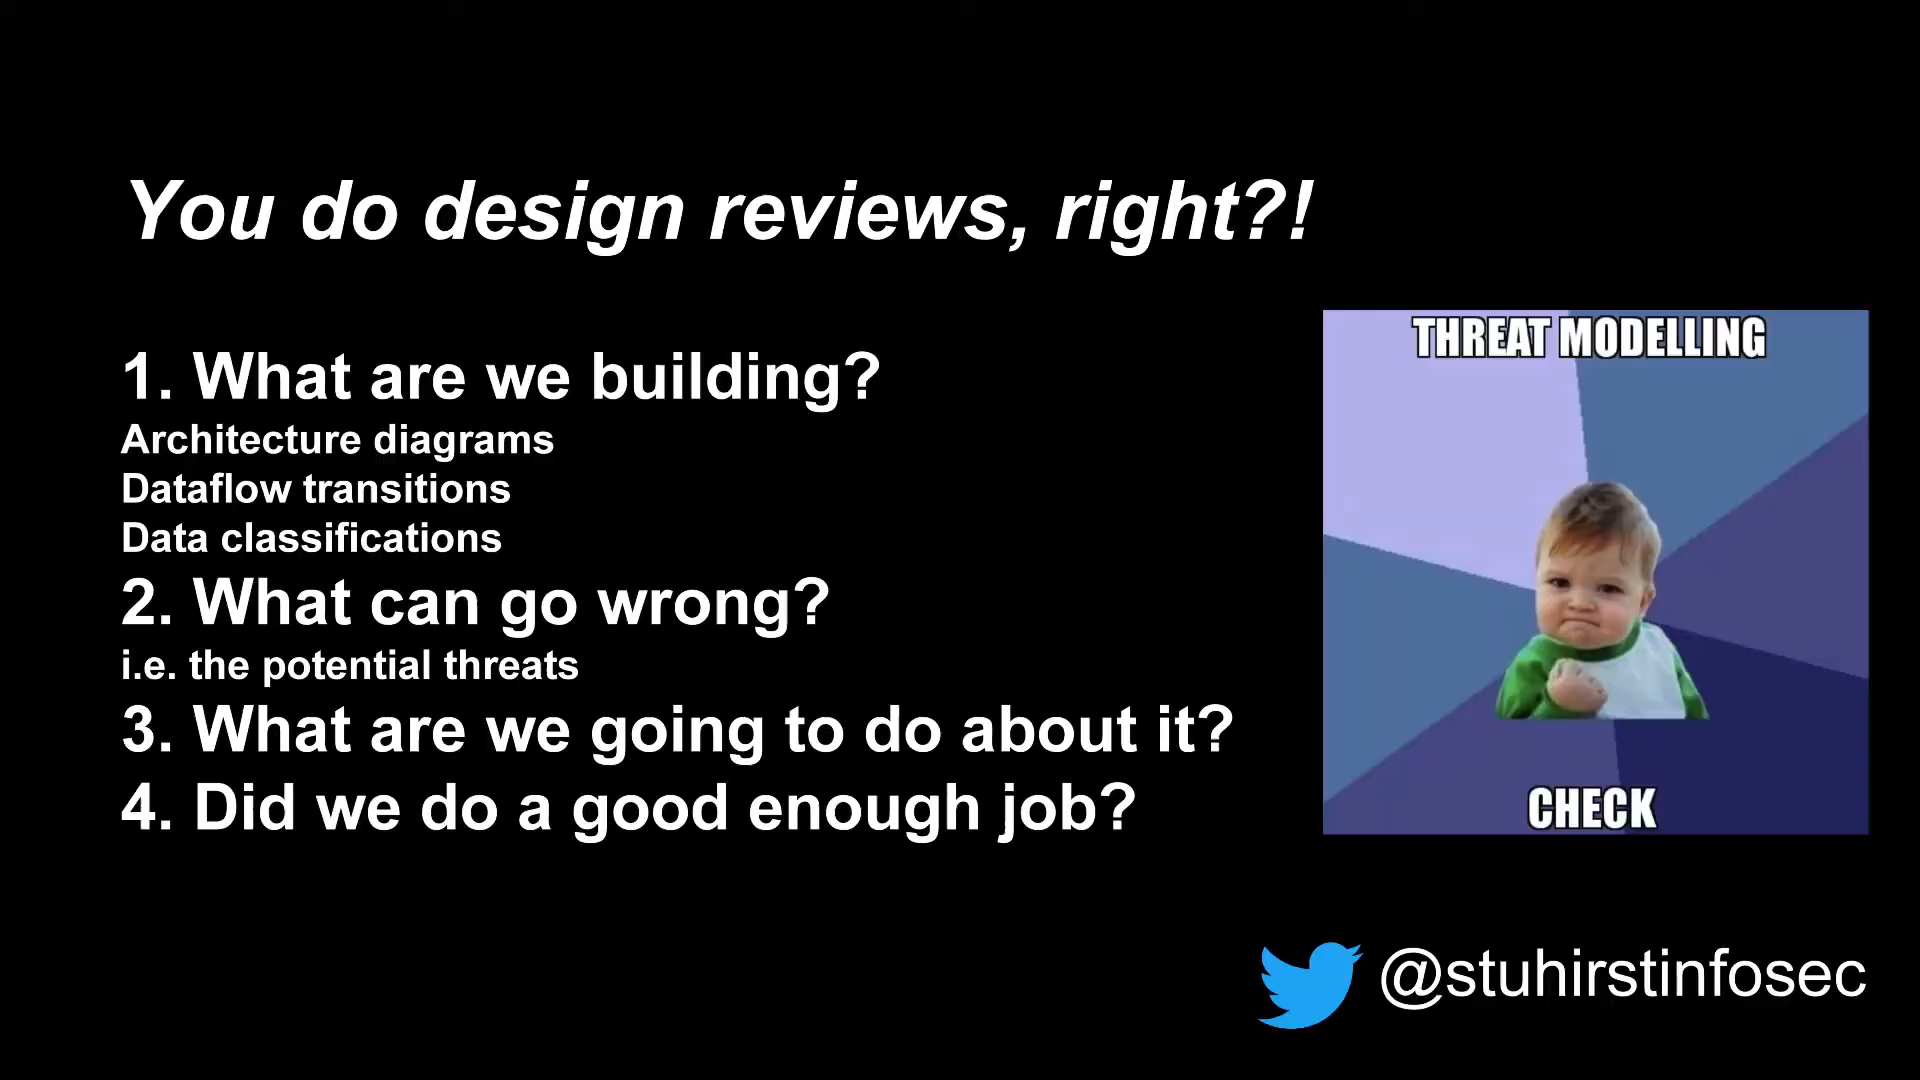 You do design reviews, right?!
1. What are we building?
Architecture diagrams
Dataflow transitions
Data classifications
2. What can go wrong?
i.e. the potential threats
3. What are we going to do about it?
4. Did we do a good enough job?
THREAT MODELLING
CHECK
@stuhirstinfosec